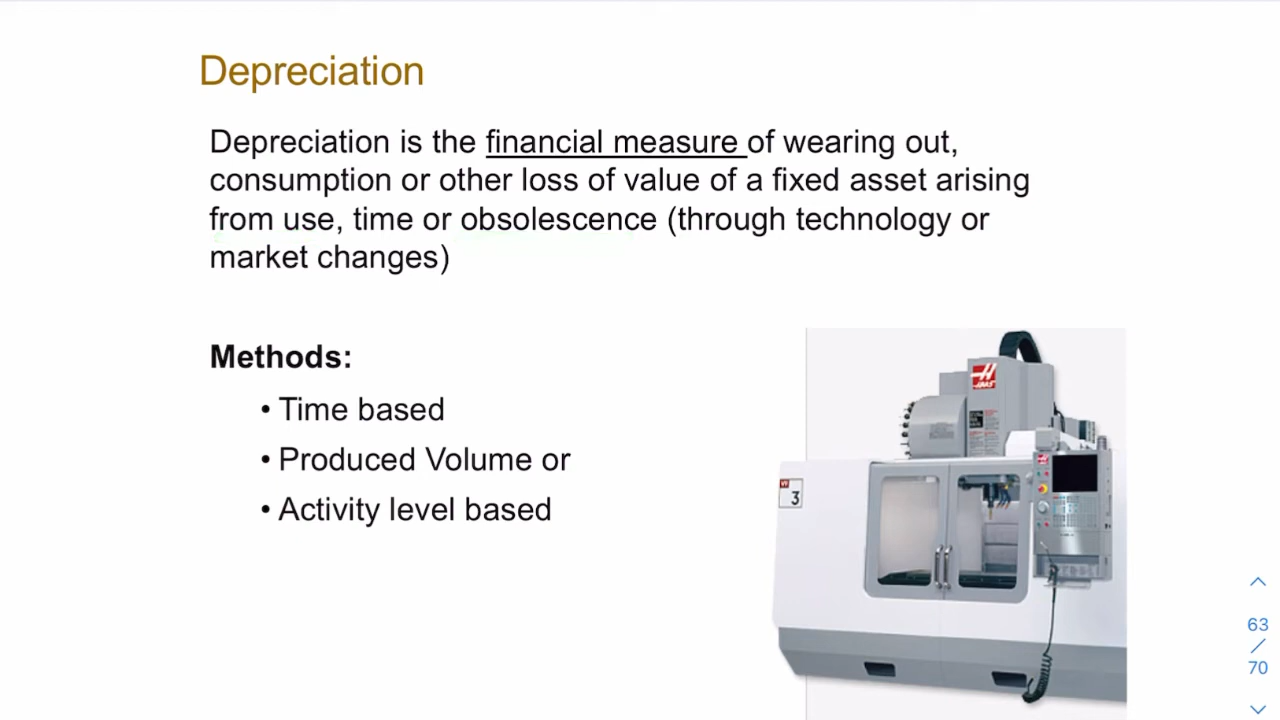 Depreciation
Depreciation is the financial measure of wearing out,
consumption or other loss of value of a fixed asset arising
from use, time or obsolescence (through technology or
market changes)
Methods:
• Time based
• Produced Volume or
• Activity level based
HAAS
3
63
/
70